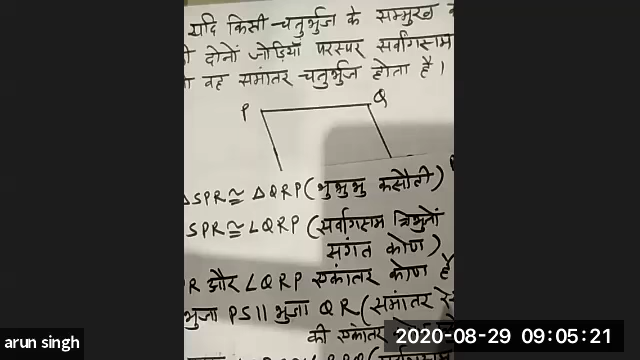 यदि किसी चतुर्भुज के सम्मुख
दोनों जोड़ियाँ परस्पर सर्वांगसम
वह समांतर चतुर्भुज होता है।
P Q
ΔSPR ≅ ΔQRP (भुभुभु कसौटी)
SPR ≅ ∠QRP (सर्वांगसम त्रिभुजों
संगत कोण)
PR और ∠QRP एकांतर कोण है
भुजा PS || भुजा QR (समांतर
की एकांतर
arun singh
2020-08-29 09:05:21